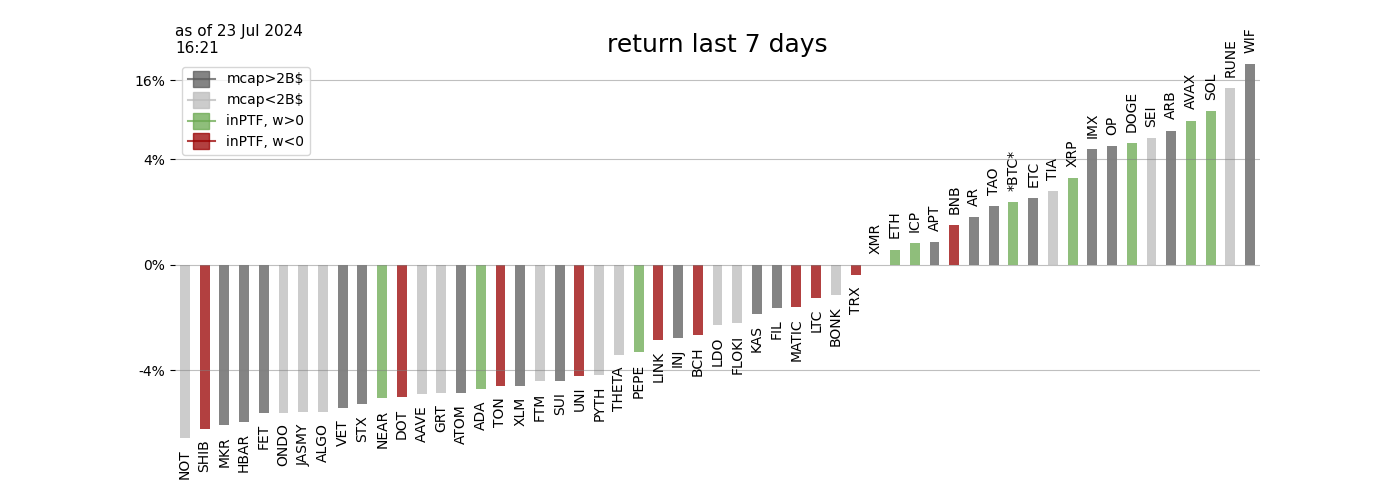 as of 23 Jul 2024
16:21
return last 7 days
mcap>2B$
mcap<2B$
inPTF, w>0
inPTF, w<0
16%
4%
0%
-4%
NOT
SHIB
MKR
HBAR
FET
ONDO
JASMY
ALGO
VET
STX
NEAR
DOT
AAVE
GRT
ATOM
ADA
TON
XLM
FTM
SUI
UNI
PYTH
THETA
PEPE
LINK
INJ
BCH
LDO
FLOKI
KAS
FIL
MATIC
LTC
BONK
TRX
XMR
ETH
ICP
APT
BNB
AR
TAO
*BTC*
ETC
TIA
XRP
IMX
OP
DOGE
SEI
ARB
AVAX
SOL
RUNE
WIF